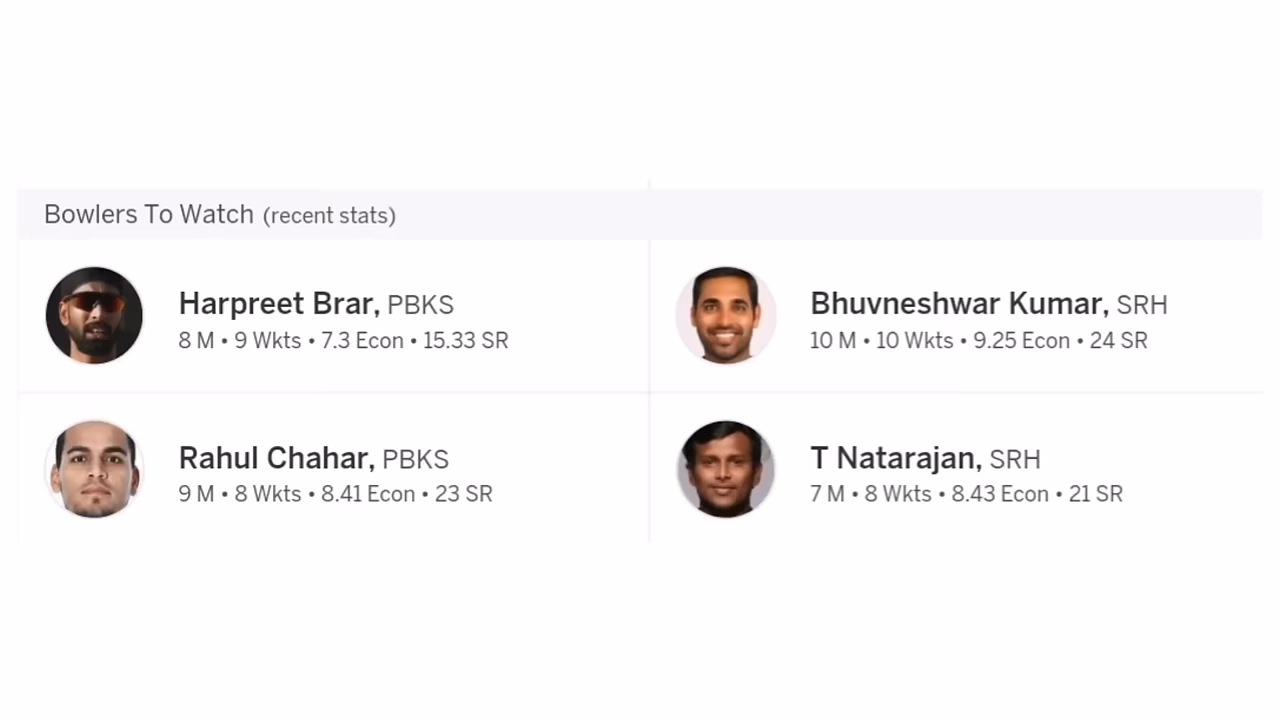 Bowlers To Watch (recent stats)
Harpreet Brar, PBKS
8 M • 9 Wkts • 7.3 Econ • 15.33 SR
Bhuvneshwar Kumar, SRH
10 M • 10 Wkts • 9.25 Econ • 24 SR
Rahul Chahar, PBKS
9 M • 8 Wkts • 8.41 Econ • 23 SR
T Natarajan, SRH
7 M • 8 Wkts • 8.43 Econ • 21 SR